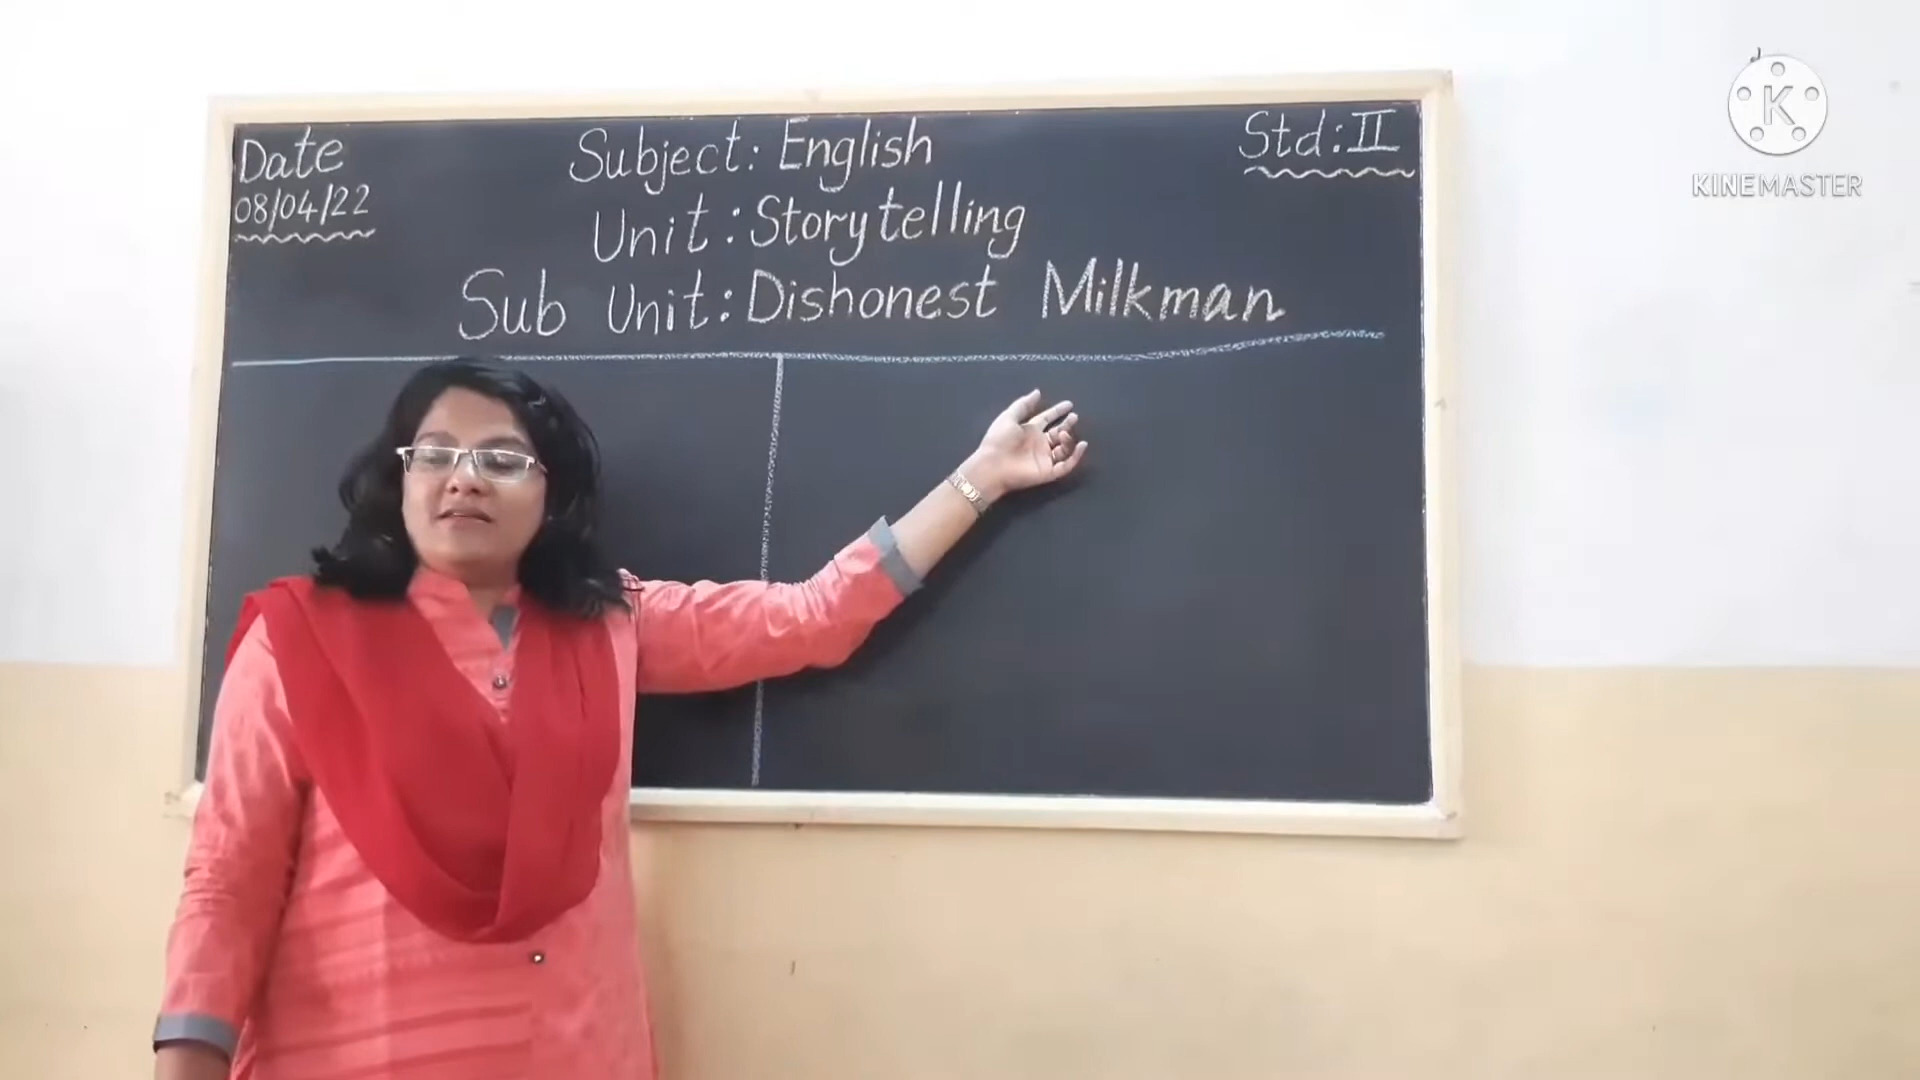 Date
08/04/22
Subject: English
Std: II
Unit: Storytelling
Sub Unit: Dishonest Milkman
K
KINEMASTER